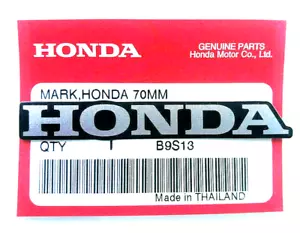 HONDA
GENUINE PARTS
Honda Motor Co., Ltd.
MARK,HONDA 70MM
HONDA
QTY 1 B9S13
Made in THAILAND